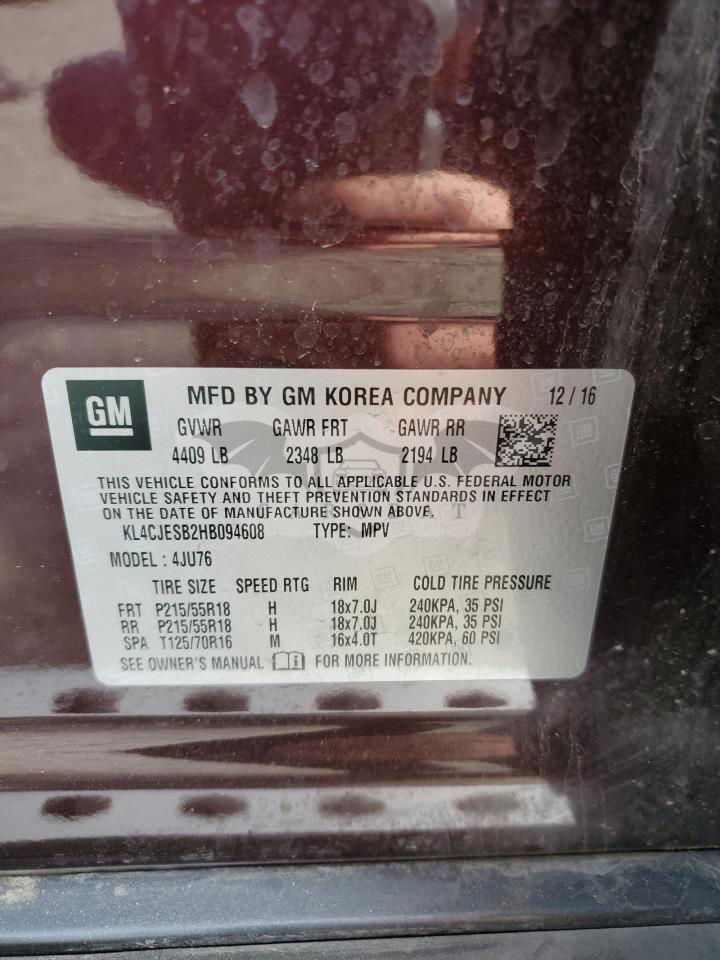 GM MFD BY GM KOREA COMPANY 12 / 16
GVWR GAWR FRT GAWR RR
4409 LB 2348 LB 2194 LB
THIS VEHICLE CONFORMS TO ALL APPLICABLE U.S. FEDERAL MOTOR
VEHICLE SAFETY AND THEFT PREVENTION STANDARDS IN EFFECT
ON THE DATE OF MANUFACTURE SHOWN ABOVE.
KL4CJESB2HB094608 TYPE: MPV
MODEL : 4JU76
TIRE SIZE SPEED RTG RIM COLD TIRE PRESSURE
FRT P215/55R18 H 18x7.0J 240KPA, 35 PSI
RR P215/55R18 H 18x7.0J 240KPA, 35 PSI
SPA T125/70R16 M 16x4.0T 420KPA, 60 PSI
SEE OWNER'S MANUAL FOR MORE INFORMATION.